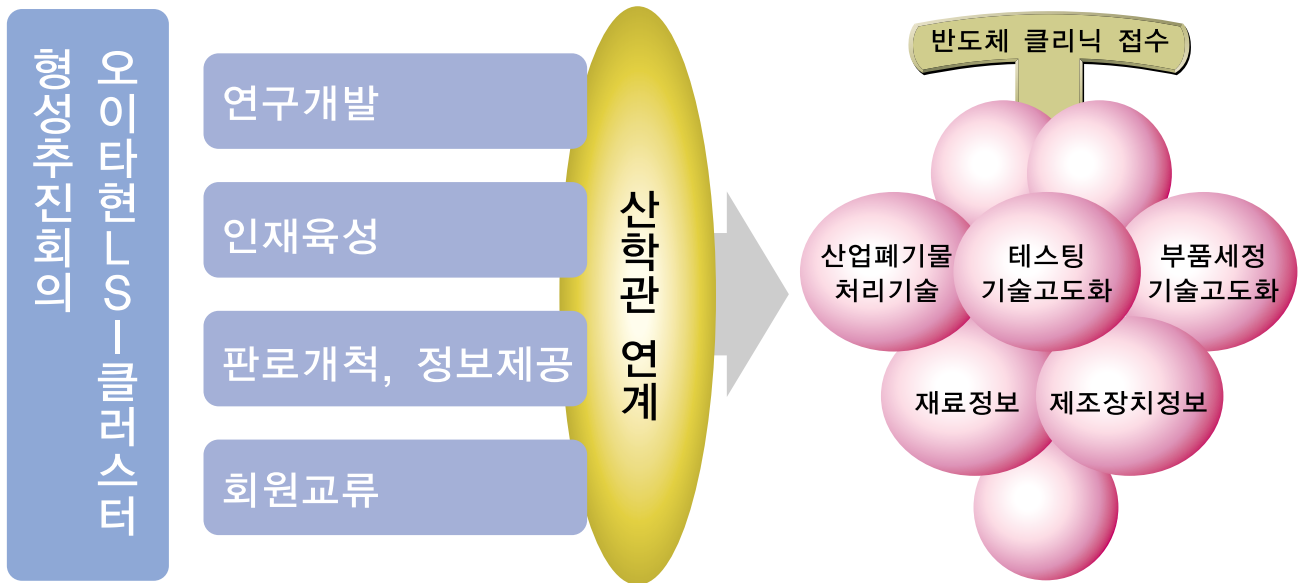 오이타현LSI클러스터
형성추진회의
연구개발
인재육성
판로개척, 정보제공
회원교류
산학관 연계
반도체 클리닉 접수
산업폐기물
처리기술
테스팅
기술고도화
부품세정
기술고도화
재료정보
제조장치정보